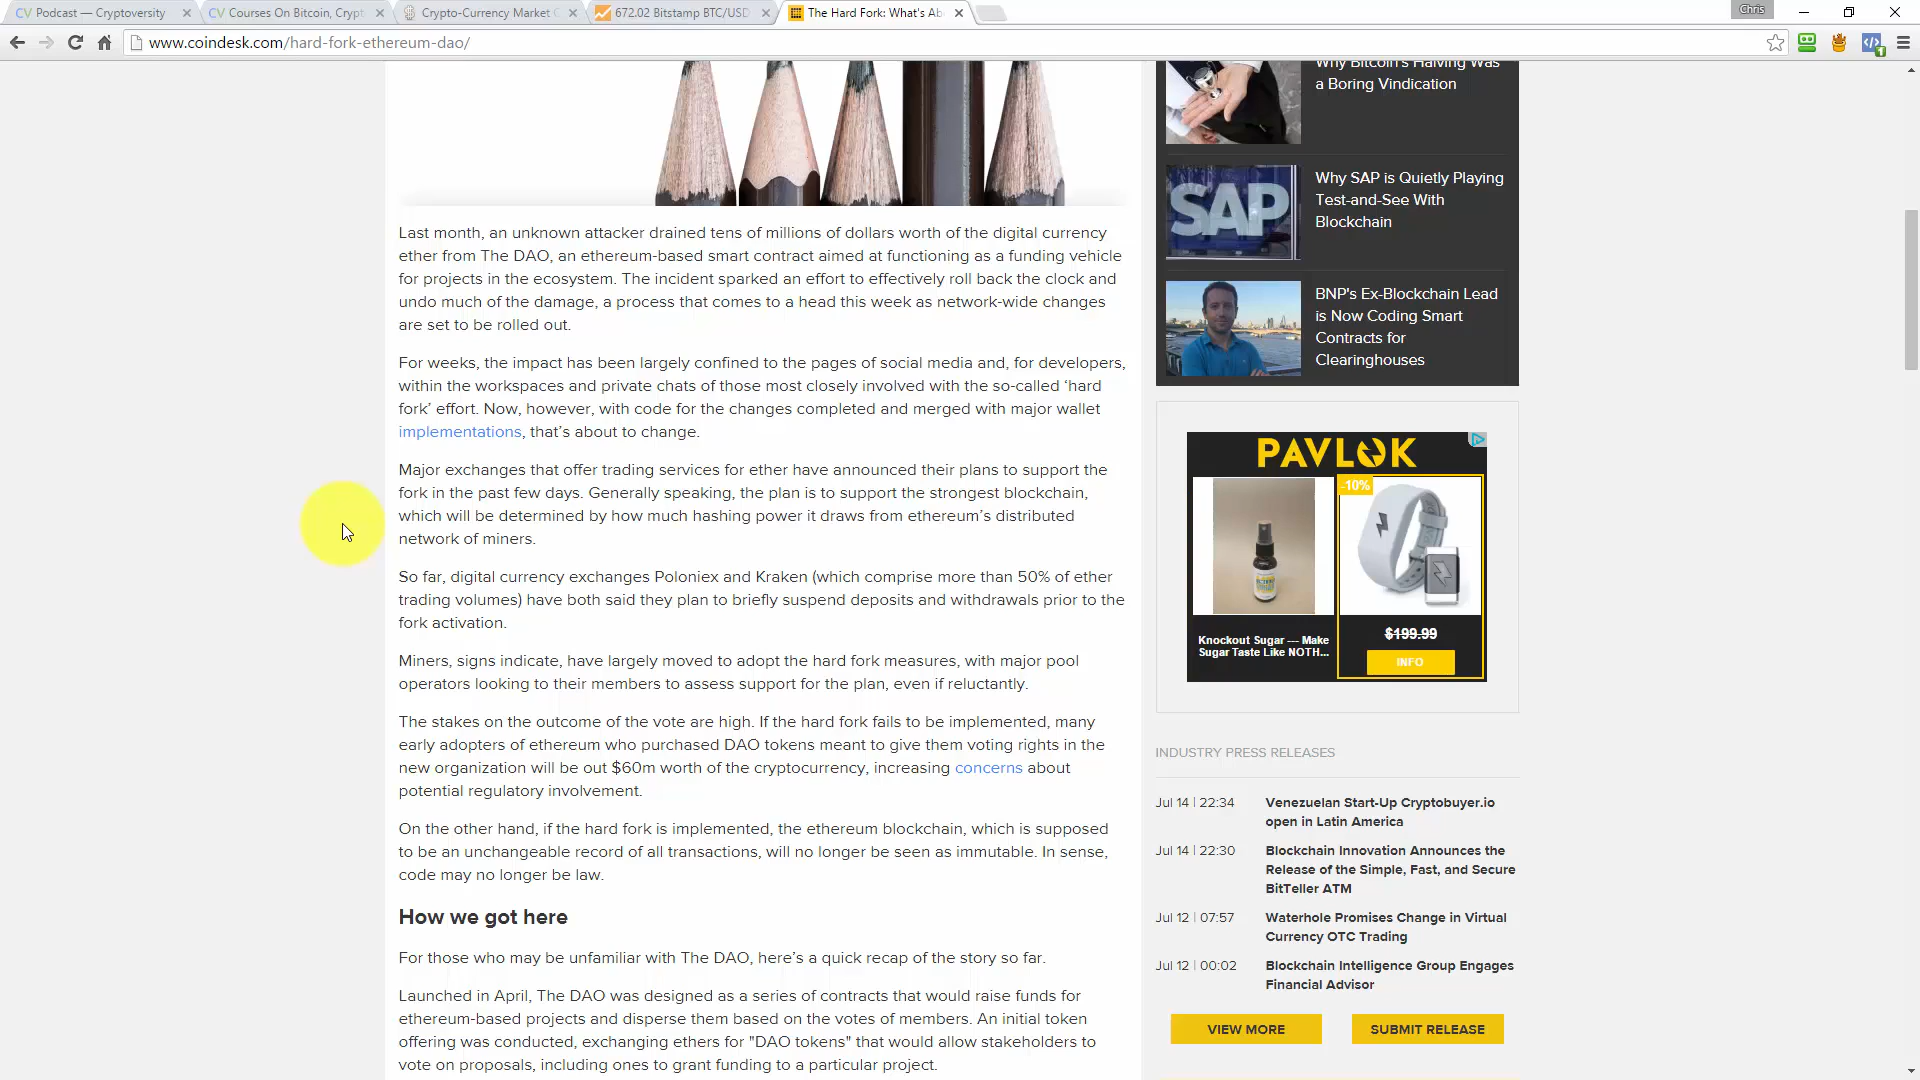 CV Podcast — Cryptoversity
CV Courses On Bitcoin, Crypt
Crypto-Currency Market C
672.02 Bitstamp BTC/USD
The Hard Fork: What's Ab
Chris
www.coindesk.com/hard-fork-ethereum-dao/
Last month, an unknown attacker drained tens of millions of dollars worth of the digital currency
ether from The DAO, an ethereum-based smart contract aimed at functioning as a funding vehicle
for projects in the ecosystem. The incident sparked an effort to effectively roll back the clock and
undo much of the damage, a process that comes to a head this week as network-wide changes
are set to be rolled out.
For weeks, the impact has been largely confined to the pages of social media and, for developers,
within the workspaces and private chats of those most closely involved with the so-called ‘hard
fork’ effort. Now, however, with code for the changes completed and merged with major wallet
implementations, that’s about to change.
Major exchanges that offer trading services for ether have announced their plans to support the
fork in the past few days. Generally speaking, the plan is to support the strongest blockchain,
which will be determined by how much hashing power it draws from ethereum’s distributed
network of miners.
So far, digital currency exchanges Poloniex and Kraken (which comprise more than 50% of ether
trading volumes) have both said they plan to briefly suspend deposits and withdrawals prior to the
fork activation.
Miners, signs indicate, have largely moved to adopt the hard fork measures, with major pool
operators looking to their members to assess support for the plan, even if reluctantly.
The stakes on the outcome of the vote are high. If the hard fork fails to be implemented, many
early adopters of ethereum who purchased DAO tokens meant to give them voting rights in the
new organization will be out $60m worth of the cryptocurrency, increasing concerns about
potential regulatory involvement.
On the other hand, if the hard fork is implemented, the ethereum blockchain, which is supposed
to be an unchangeable record of all transactions, will no longer be seen as immutable. In sense,
code may no longer be law.
How we got here
For those who may be unfamiliar with The DAO, here’s a quick recap of the story so far.
Launched in April, The DAO was designed as a series of contracts that would raise funds for
ethereum-based projects and disperse them based on the votes of members. An initial token
offering was conducted, exchanging ethers for "DAO tokens" that would allow stakeholders to
vote on proposals, including ones to grant funding to a particular project.
Why Bitcoin's Halving Was
a Boring Vindication
SAP
Why SAP is Quietly Playing
Test-and-See With
Blockchain
BNP's Ex-Blockchain Lead
is Now Coding Smart
Contracts for
Clearinghouses
PAVLOK
-10%
Knockout Sugar --- Make
Sugar Taste Like NOTH...
$199.99
INFO
INDUSTRY PRESS RELEASES
Jul 14 | 22:34 Venezuelan Start-Up Cryptobuyer.io
open in Latin America
Jul 14 | 22:30 Blockchain Innovation Announces the
Release of the Simple, Fast, and Secure
BitTeller ATM
Jul 12 | 07:57 Waterhole Promises Change in Virtual
Currency OTC Trading
Jul 12 | 00:02 Blockchain Intelligence Group Engages
Financial Advisor
VIEW MORE
SUBMIT RELEASE